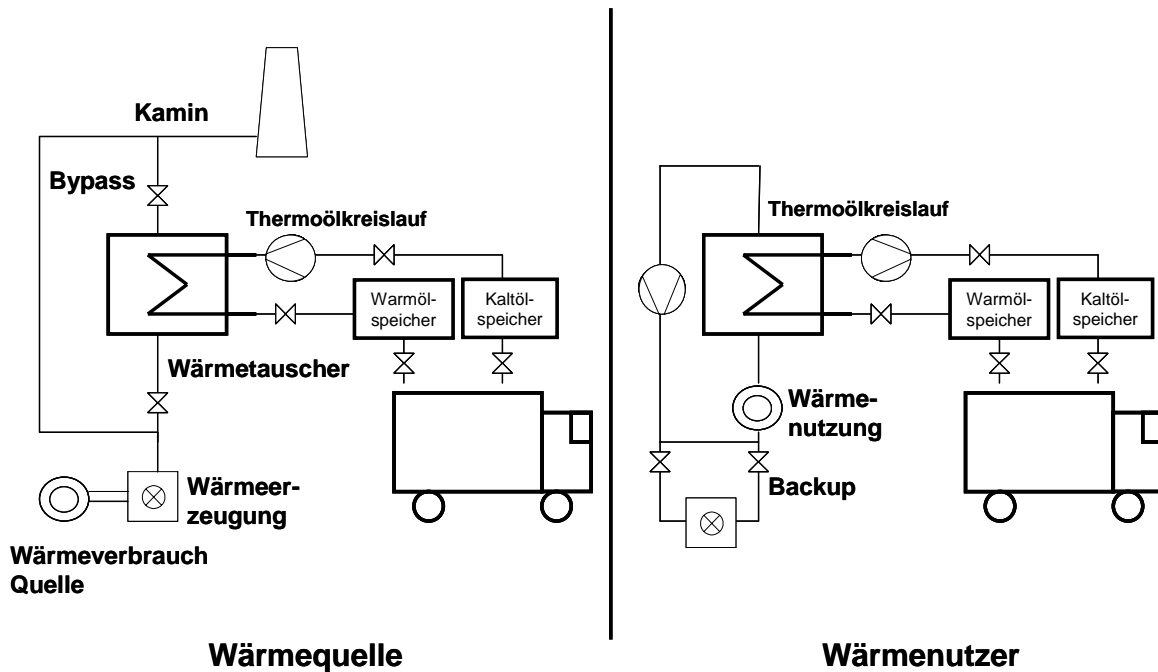 Kamin
Bypass
Thermoölkreislauf
Warmöl-
speicher
Kaltöl-
speicher
Wärmetauscher
Wärmeer-
zeugung
Wärmeverbrauch
Quelle
Wärmequelle
Thermoölkreislauf
Warmöl-
speicher
Kaltöl-
speicher
Wärme-
nutzung
Backup
Wärmenutzer